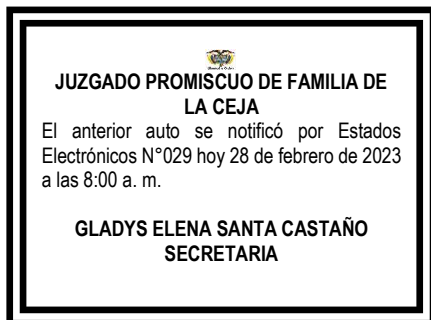 JUZGADO PROMISCUO DE FAMILIA DE
LA CEJA
El anterior auto se notificó por Estados
Electrónicos N°029 hoy 28 de febrero de 2023
a las 8:00 a. m.
GLADYS ELENA SANTA CASTAÑO
SECRETARIA